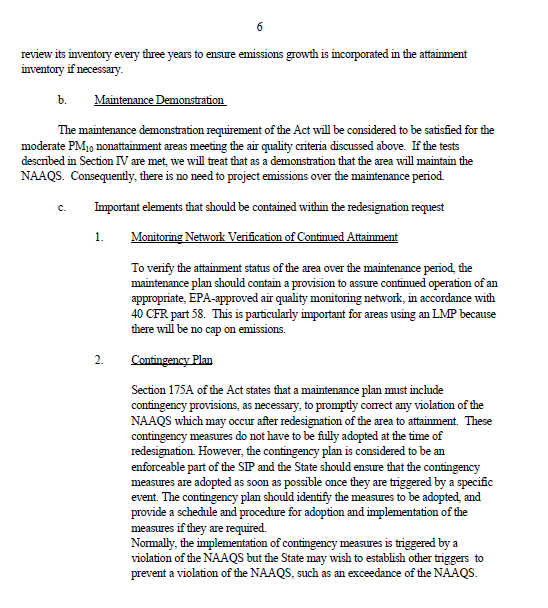 6
review its inventory every three years to ensure emissions growth is incorporated in the attainment
inventory if necessary.
b. Maintenance Demonstration
The maintenance demonstration requirement of the Act will be considered to be satisfied for the
moderate PM10 nonattainment areas meeting the air quality criteria discussed above. If the tests
described in Section IV are met, we will treat that as a demonstration that the area will maintain the
NAAQS. Consequently, there is no need to project emissions over the maintenance period.
c. Important elements that should be contained within the redesignation request
1. Monitoring Network Verification of Continued Attainment
To verify the attainment status of the area over the maintenance period, the
maintenance plan should contain a provision to assure continued operation of an
appropriate, EPA-approved air quality monitoring network, in accordance with
40 CFR part 58. This is particularly important for areas using an LMP because
there will be no cap on emissions.
2. Contingency Plan
Section 175A of the Act states that a maintenance plan must include
contingency provisions, as necessary, to promptly correct any violation of the
NAAQS which may occur after redesignation of the area to attainment. These
contingency measures do not have to be fully adopted at the time of
redesignation. However, the contingency plan is considered to be an
enforceable part of the SIP and the State should ensure that the contingency
measures are adopted as soon as possible once they are triggered by a specific
event. The contingency plan should identify the measures to be adopted, and
provide a schedule and procedure for adoption and implementation of the
measures if they are required.
Normally, the implementation of contingency measures is triggered by a
violation of the NAAQS but the State may wish to establish other triggers to
prevent a violation of the NAAQS, such as an exceedance of the NAAQS.